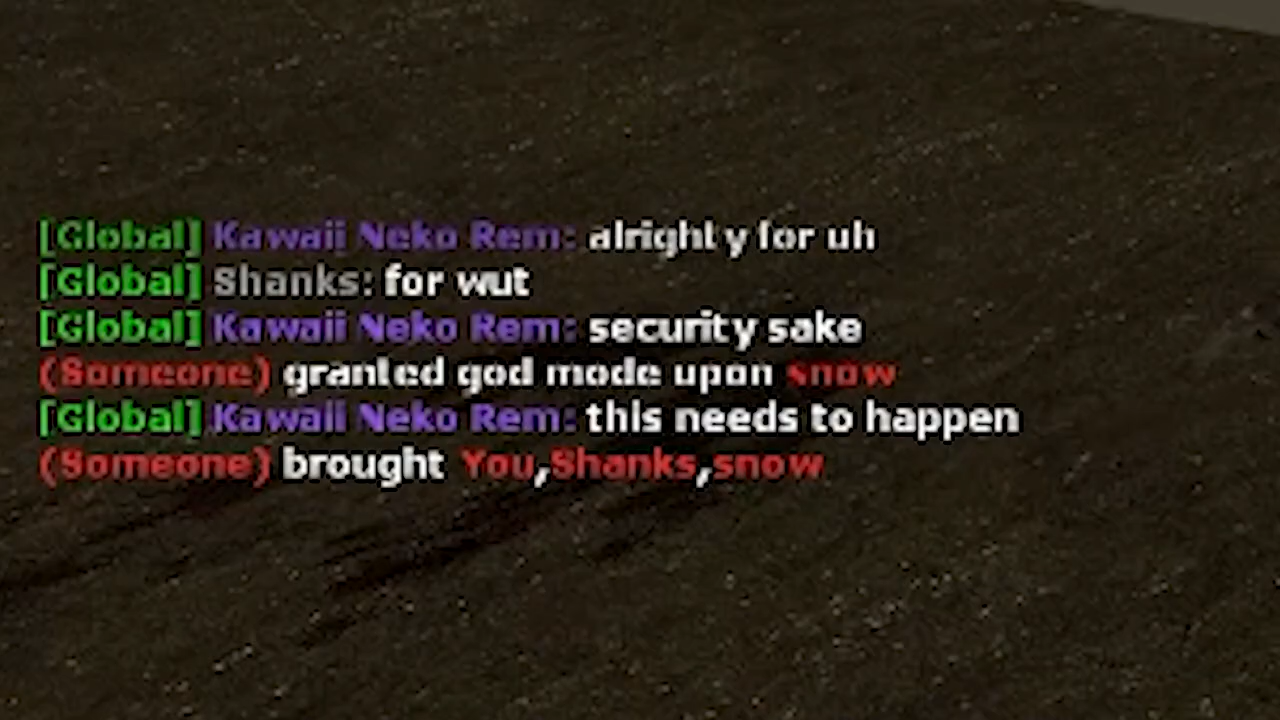 [Global] Kawaii Neko Rem: alrighty for uh
[Global] Shanks: for wut
[Global] Kawaii Neko Rem: security sake
(Someone) granted god mode upon snow
[Global] Kawaii Neko Rem: this needs to happen
(Someone) brought You,Shanks,snow